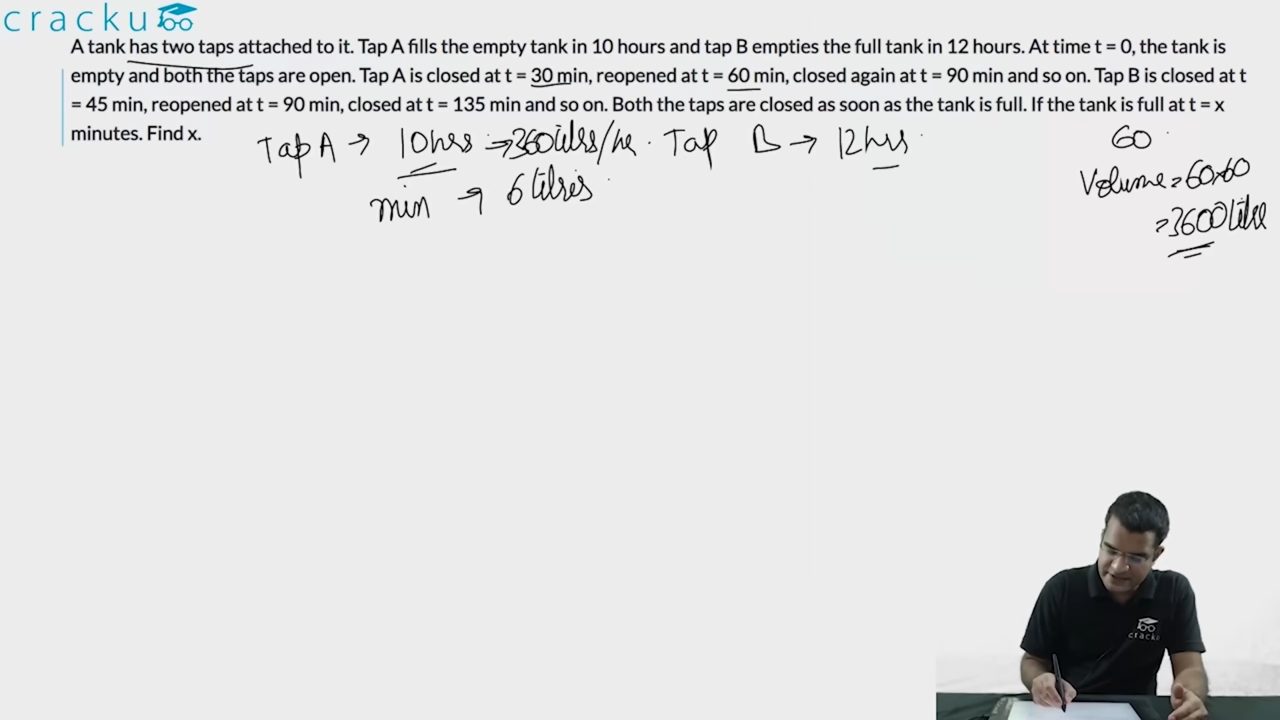 cracku
A tank has two taps attached to it. Tap A fills the empty tank in 10 hours and tap B empties the full tank in 12 hours. At time t = 0, the tank is
empty and both the taps are open. Tap A is closed at t = 30 min, reopened at t = 60 min, closed again at t = 90 min and so on. Tap B is closed at t
= 45 min, reopened at t = 90 min, closed at t = 135 min and so on. Both the taps are closed as soon as the tank is full. If the tank is full at t = x
minutes. Find x.
Tap A → 10hrs → 360 litres/hr. Tap B → 12hrs
60
min → 6 litres
Volume = 60×60
= 3600 litre
cracku